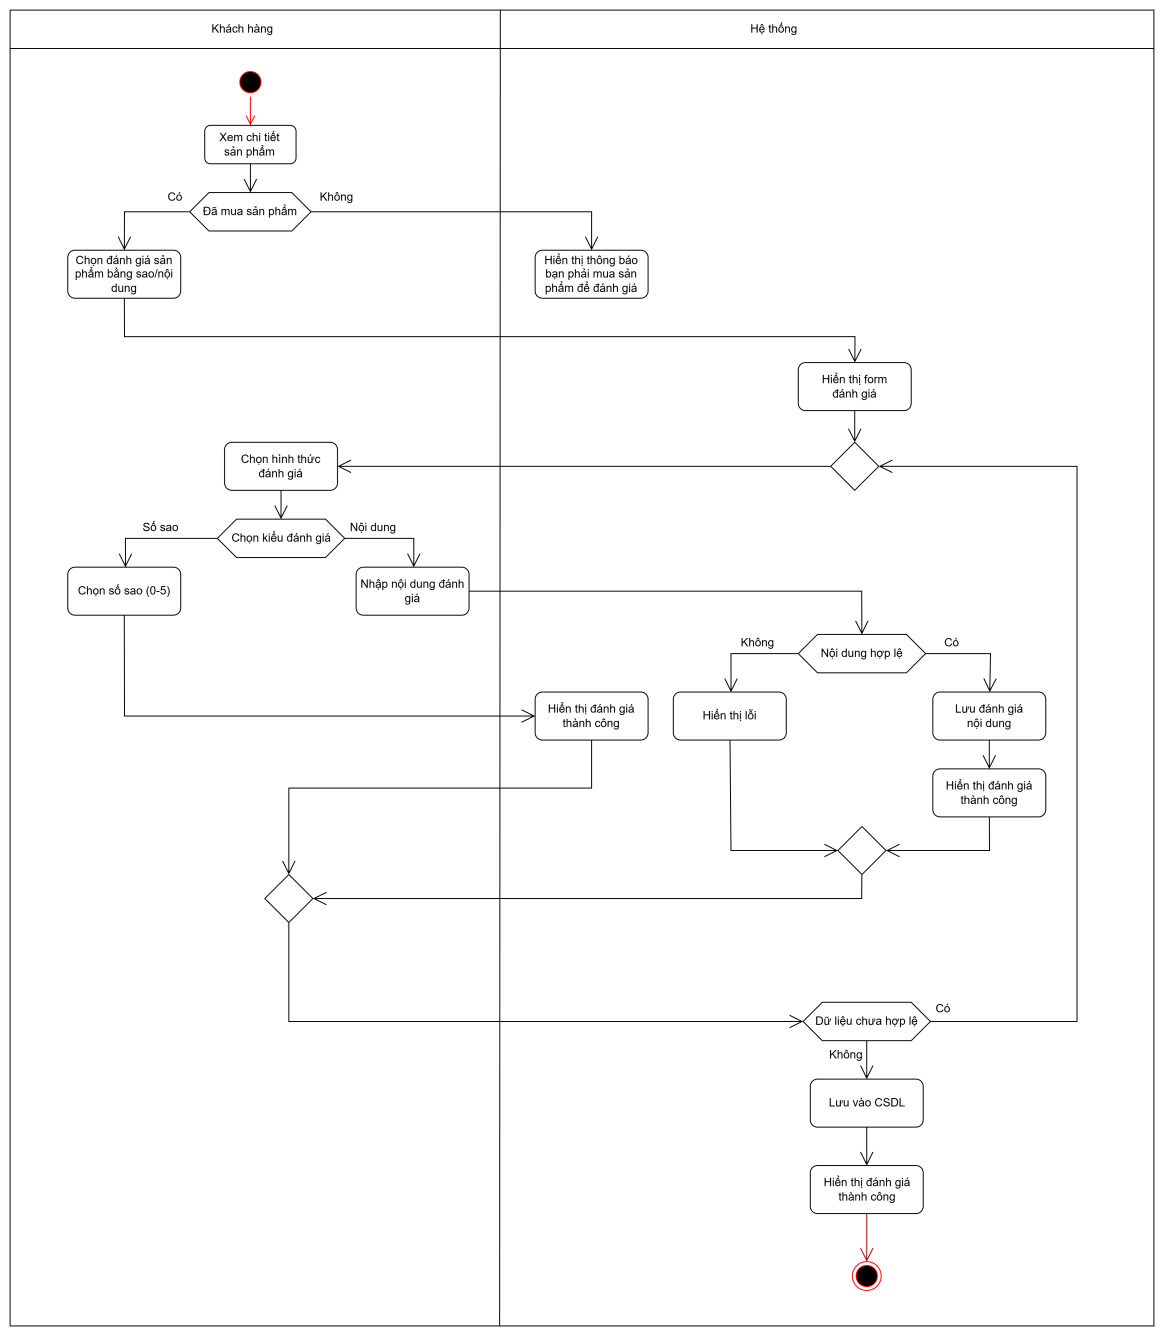 Khách hàng
Hệ thống
Xem chi tiết
sản phẩm
Có
Không
Đã mua sản phẩm
Chọn đánh giá sản
phẩm bằng sao/nội
dung
Hiển thị thông báo
bạn phải mua sản
phẩm để đánh giá
Hiển thị form
đánh giá
Chọn hình thức
đánh giá
Số sao
Nội dung
Chọn kiểu đánh giá
Chọn số sao (0-5)
Nhập nội dung đánh
giá
Không
Có
Nội dung hợp lệ
Hiển thị đánh giá
thành công
Hiển thị lỗi
Lưu đánh giá
nội dung
Hiển thị đánh giá
thành công
Có
Dữ liệu chưa hợp lệ
Không
Lưu vào CSDL
Hiển thị đánh giá
thành công